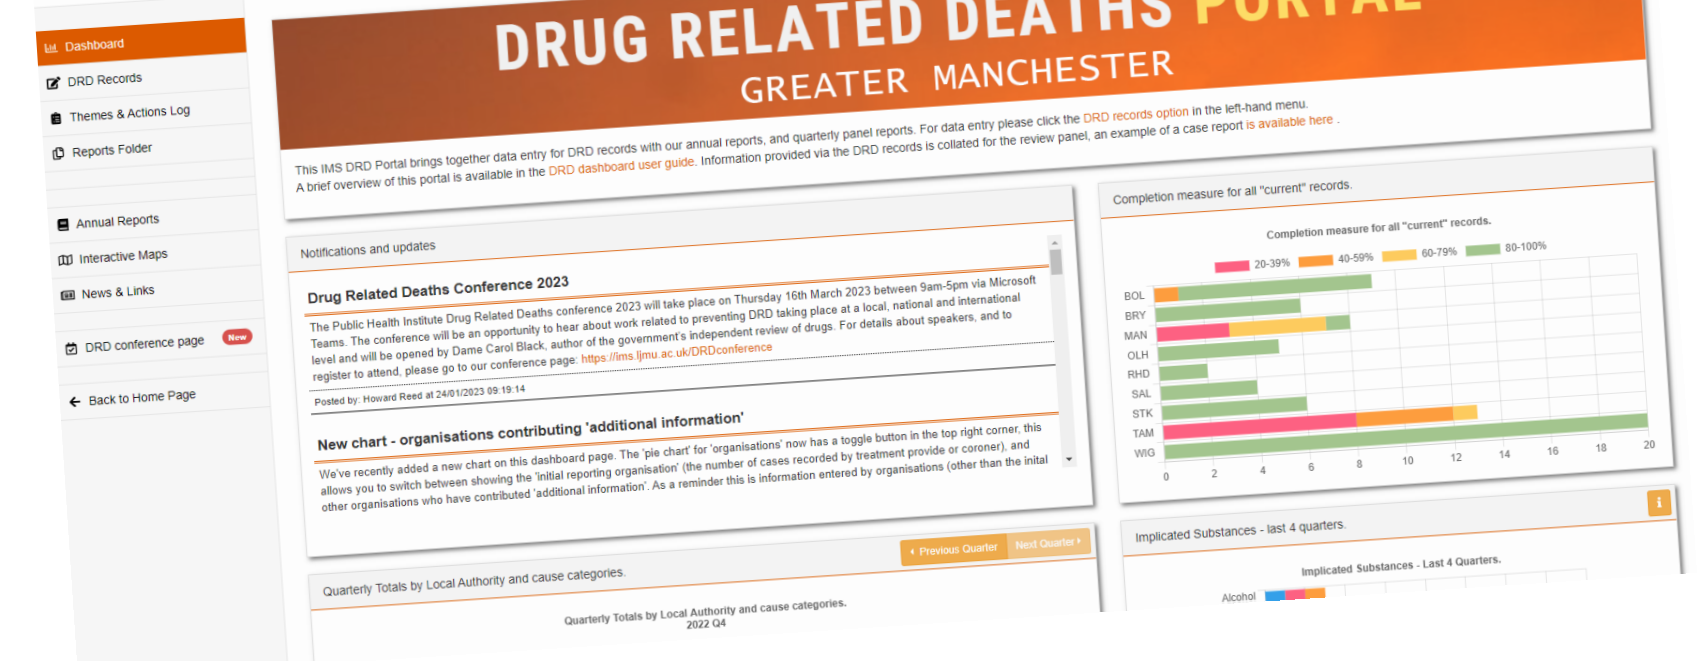 Dashboard
DRD Records
Themes & Actions Log
Reports Folder
Annual Reports
Interactive Maps
News & Links
DRD conference page New
Back to Home Page
DRUG RELATED DEATHS PORTAL
GREATER MANCHESTER
This IMS DRD Portal brings together data entry for DRD records with our annual reports, and quarterly panel reports. For data entry please click the DRD records option in the left-hand menu.
A brief overview of this portal is available in the DRD dashboard user guide. Information provided via the DRD records is collated for the review panel, an example of a case report is available here .
Notifications and updates
Drug Related Deaths Conference 2023
The Public Health Institute Drug Related Deaths conference 2023 will take place on Thursday 16th March 2023 between 9am-5pm via Microsoft
Teams. The conference will be an opportunity to hear about work related to preventing DRD taking place at a local, national and international
level and will be opened by Dame Carol Black, author of the government's independent review of drugs. For details about speakers, and to
register to attend, please go to our conference page: https://ims.ljmu.ac.uk/DRDconference
Posted by: Howard Reed at 24/01/2023 09:19:14
New chart - organisations contributing 'additional information'
We've recently added a new chart on this dashboard page. The 'pie chart' for 'organisations' now has a toggle button in the top right corner, this
allows you to switch between showing the 'initial reporting organisation' (the number of cases recorded by treatment provide or coroner), and
other organisations who have contributed 'additional information'. As a reminder this is information entered by organisations (other than the inital
Completion measure for all "current" records.
Completion measure for all "current" records.
20-39% 40-59% 60-79% 80-100%
BOL
BRY
MAN
OLH
RHD
SAL
STK
TAM
WIG
0 2 4 6 8 10 12 14 16 18 20
Quarterly Totals by Local Authority and cause categories.
Previous Quarter Next Quarter
Quarterly Totals by Local Authority and cause categories.
2022 Q4
Implicated Substances - last 4 quarters.
i
Implicated Substances - Last 4 Quarters.
Alcohol